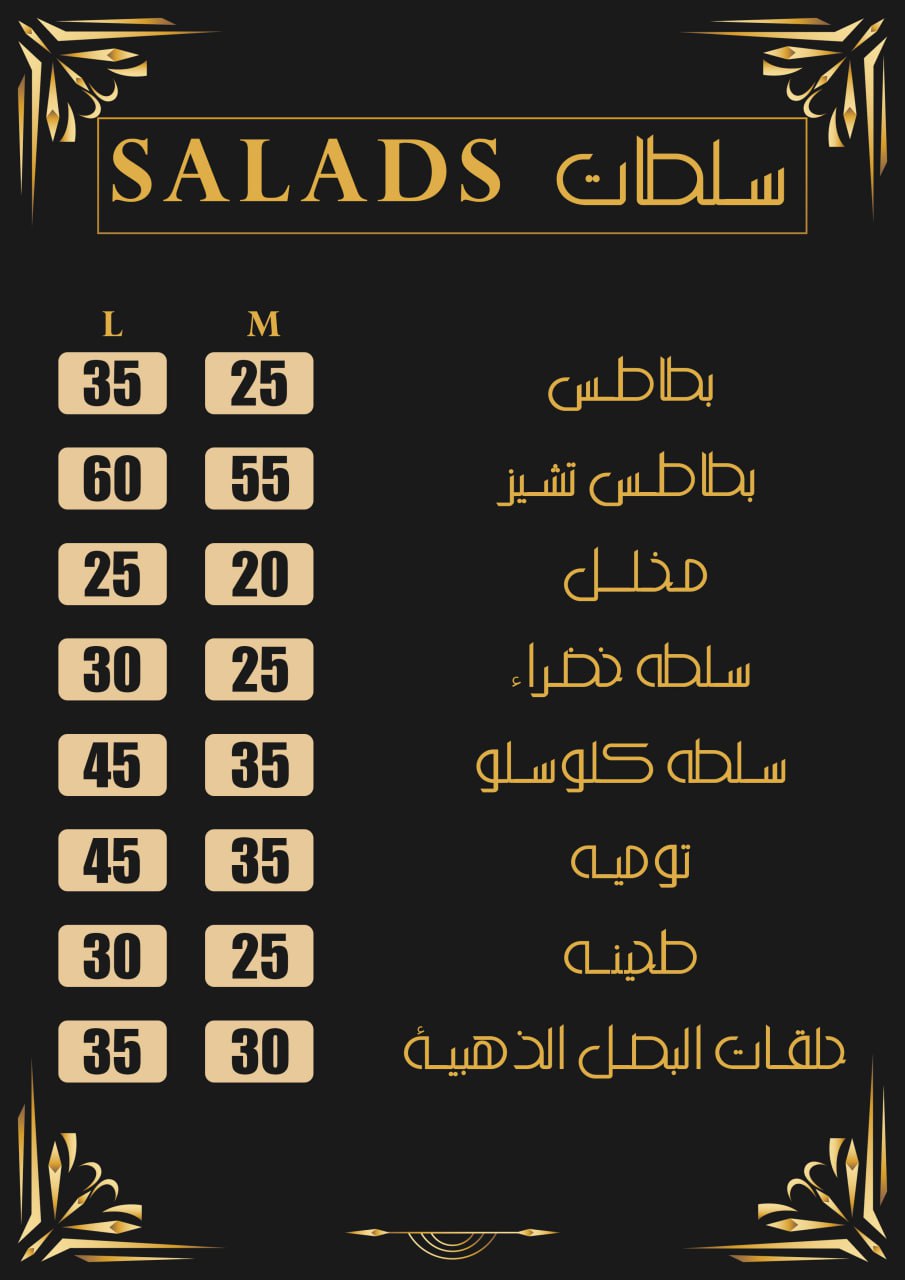 سلطات SALADS
M L
بطاطس 25 35
بطاطس تشيز 55 60
مخلل 20 25
سلطه خضراء 25 30
سلطه كلوسلو 35 45
توميه 35 45
طحينه 25 30
حلقات البصل الذهبية 30 35